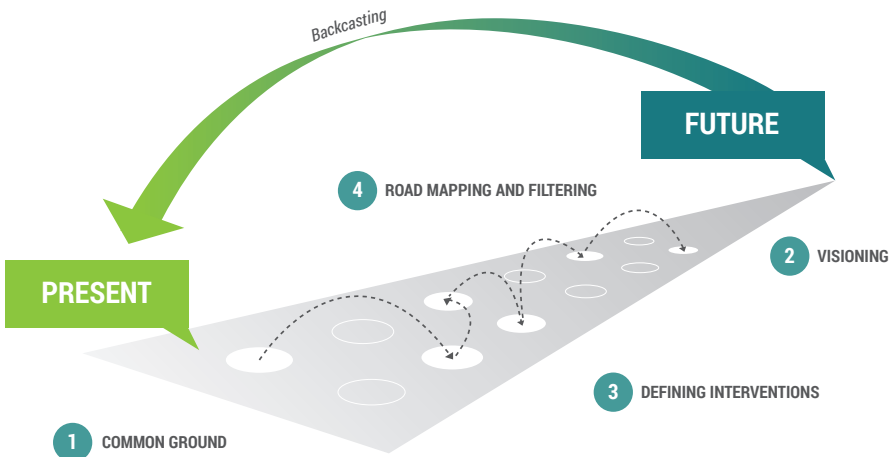 Backcasting
FUTURE
4 ROAD MAPPING AND FILTERING
2 VISIONING
PRESENT
3 DEFINING INTERVENTIONS
1 COMMON GROUND